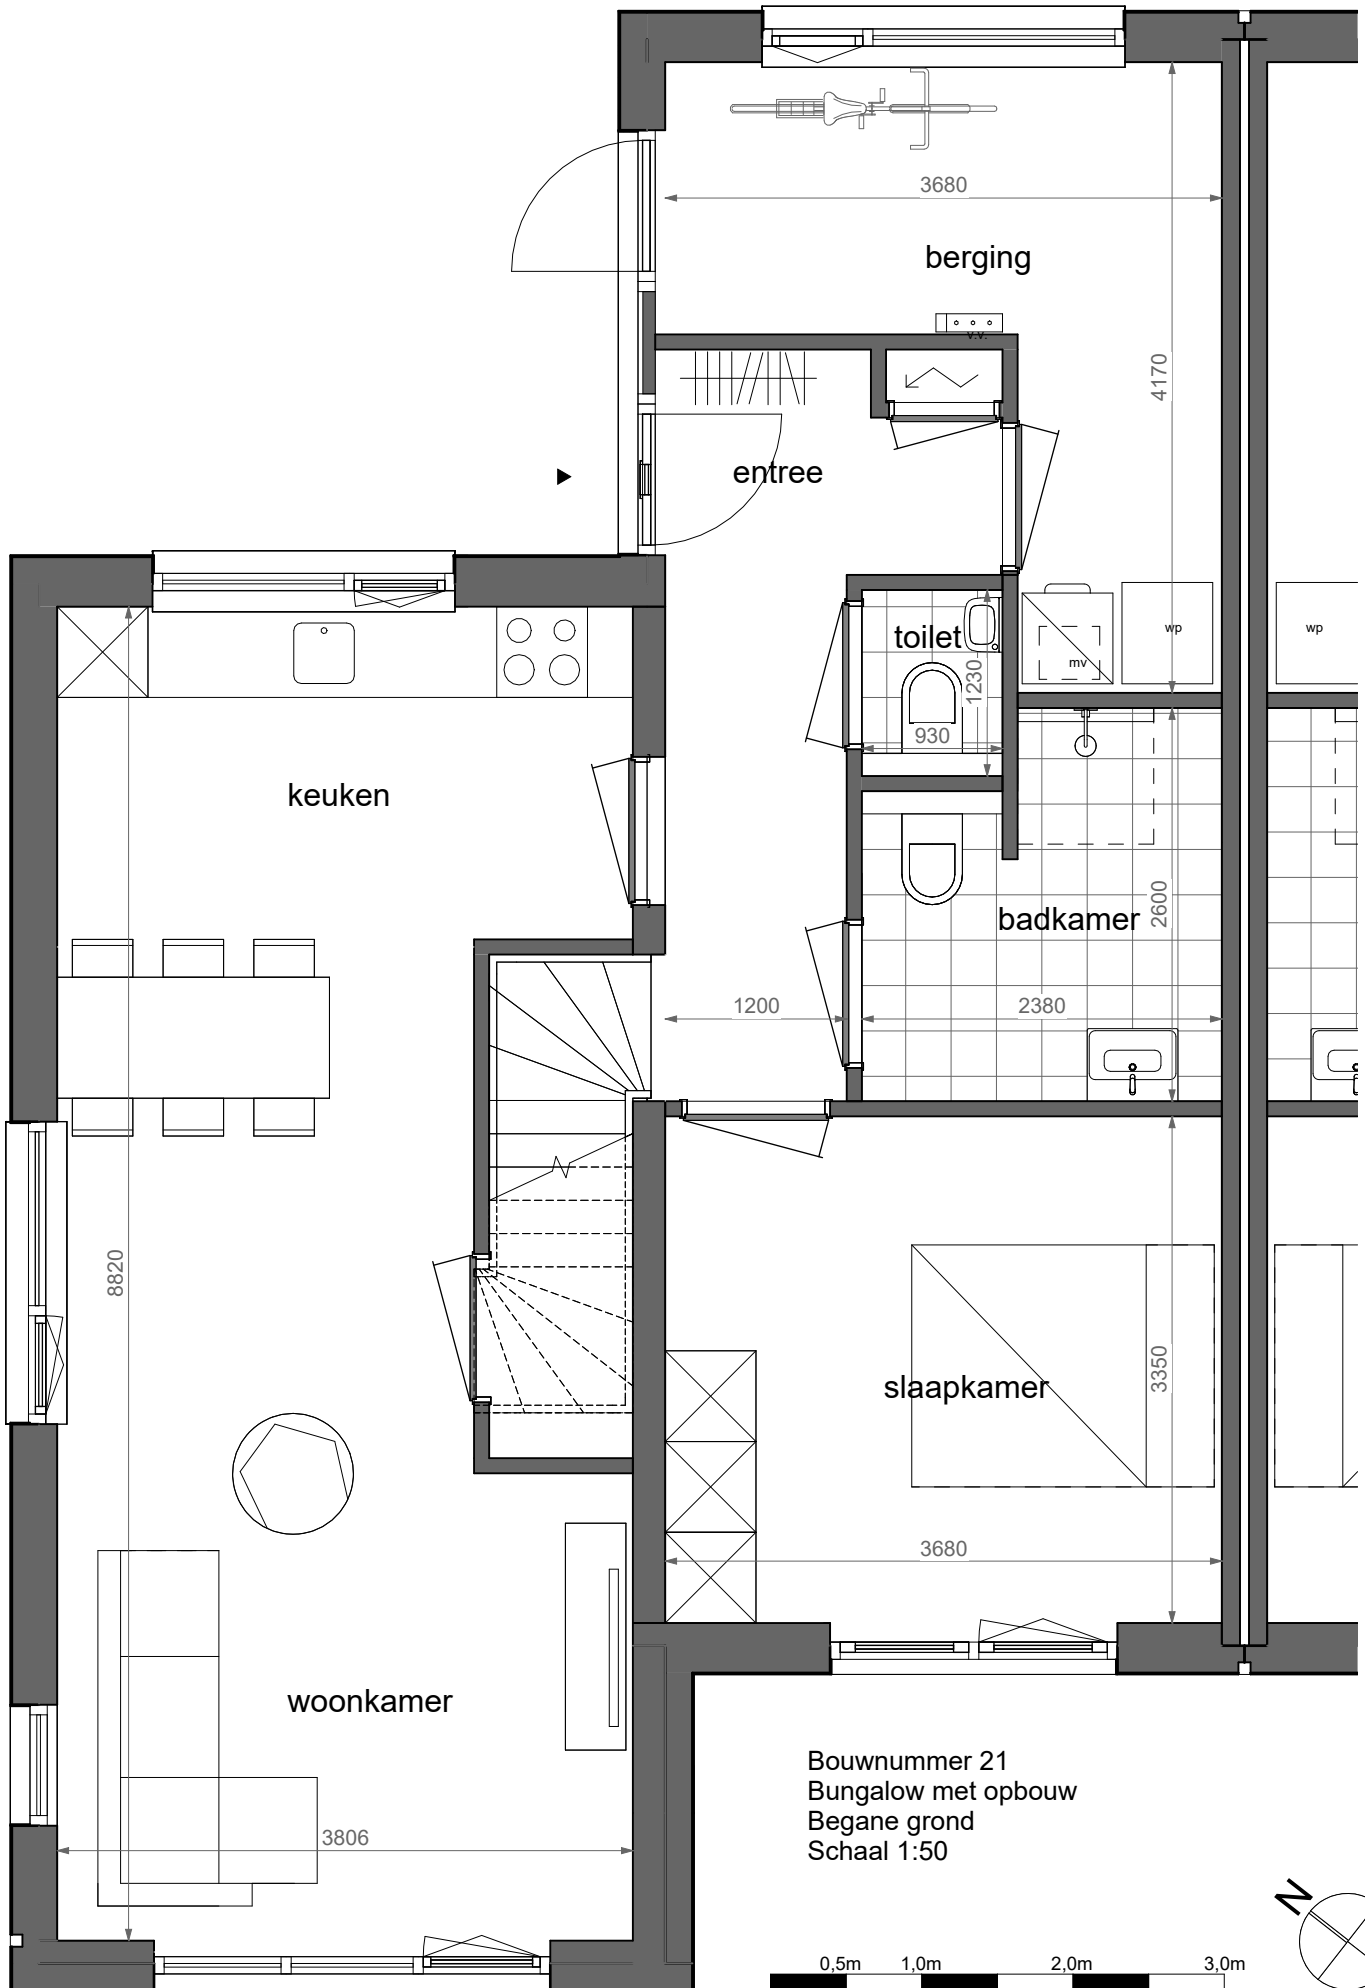 3680
berging
v.v.
4170
entree
toilet
1230
930
mv
wp
wp
keuken
badkamer
2600
1200
2380
8820
slaapkamer
3350
3680
woonkamer
3806
Bouwnummer 21
Bungalow met opbouw
Begane grond
Schaal 1:50
N
0,5m 1,0m 2,0m 3,0m